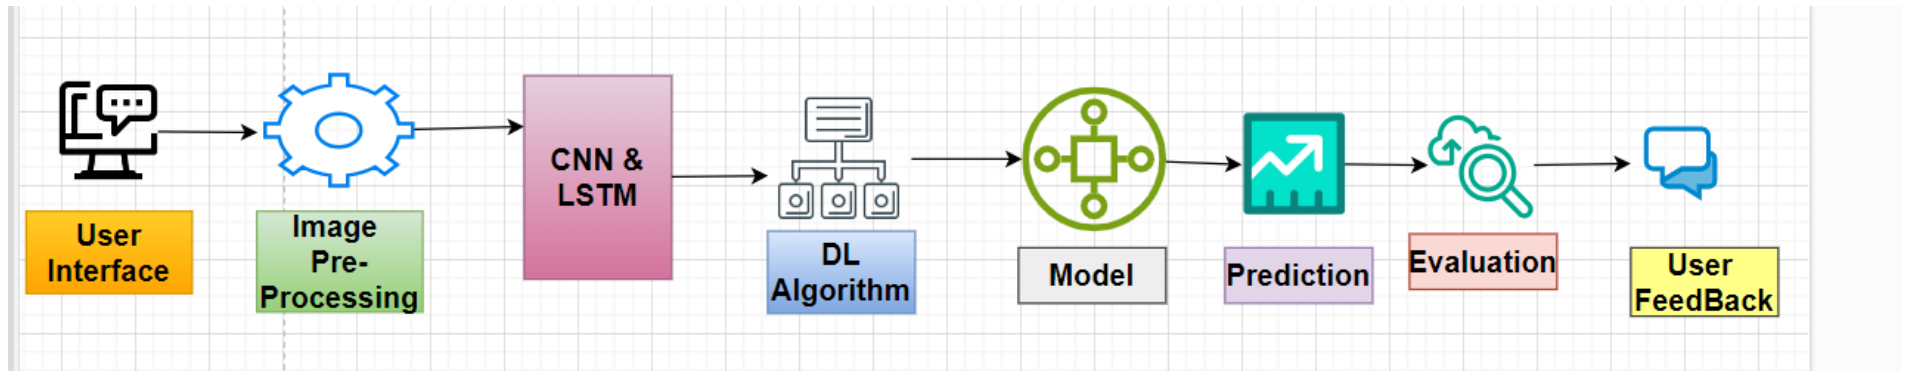 User
Interface
Image
Pre-
Processing
CNN &
LSTM
DL
Algorithm
Model
Prediction
Evaluation
User
FeedBack